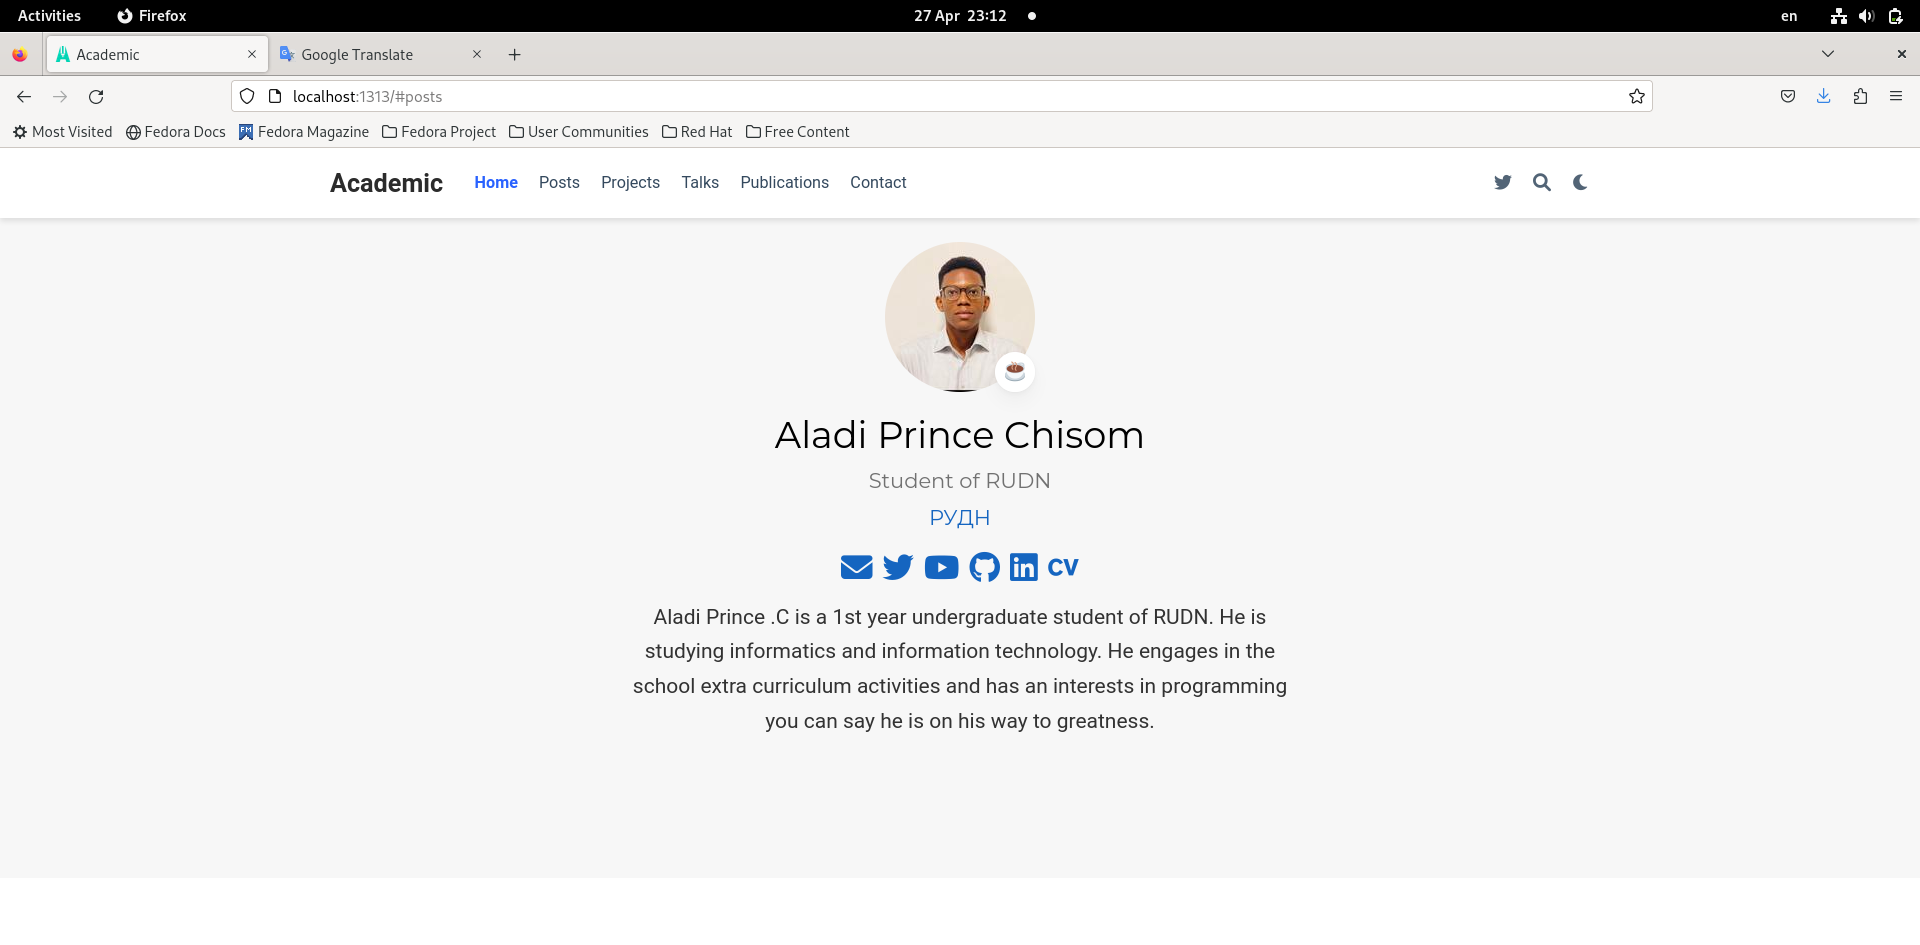 Activities Firefox 27 Apr 23:12 en
Academic Google Translate
localhost:1313/#posts
Most Visited Fedora Docs Fedora Magazine Fedora Project User Communities Red Hat Free Content
Academic Home Posts Projects Talks Publications Contact
Aladi Prince Chisom
Student of RUDN
РУДН
CV
Aladi Prince .C is a 1st year undergraduate student of RUDN. He is
studying informatics and information technology. He engages in the
school extra curriculum activities and has an interests in programming
you can say he is on his way to greatness.